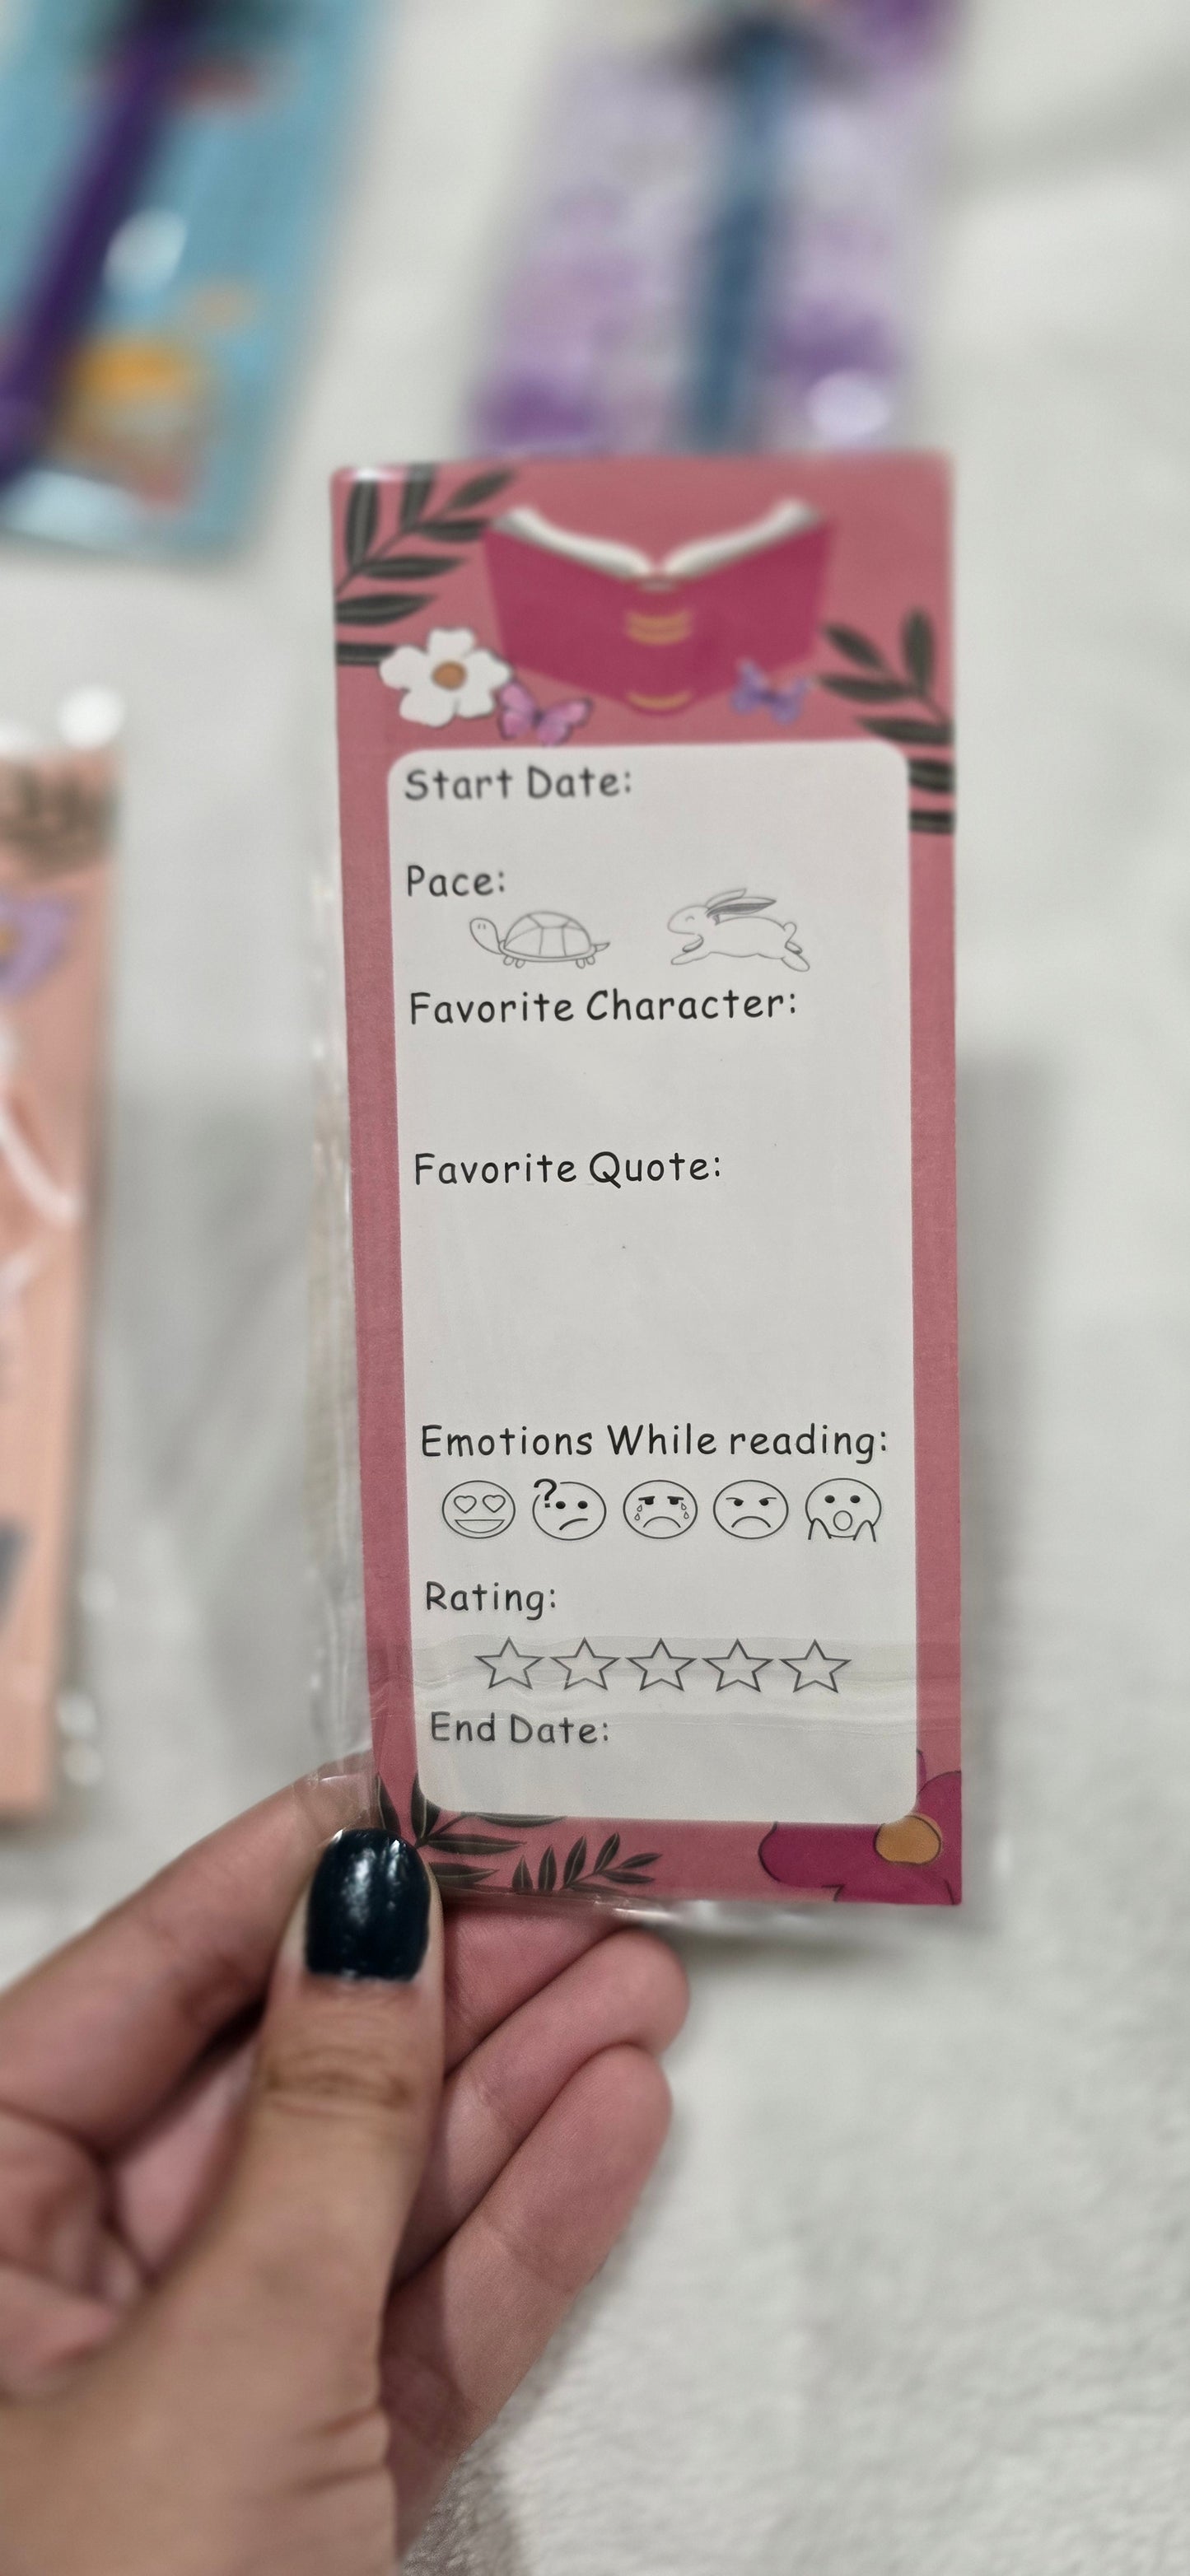 Start Date:
Pace:
Favorite Character:
Favorite Quote:
Emotions While reading:
?
Rating:
End Date: